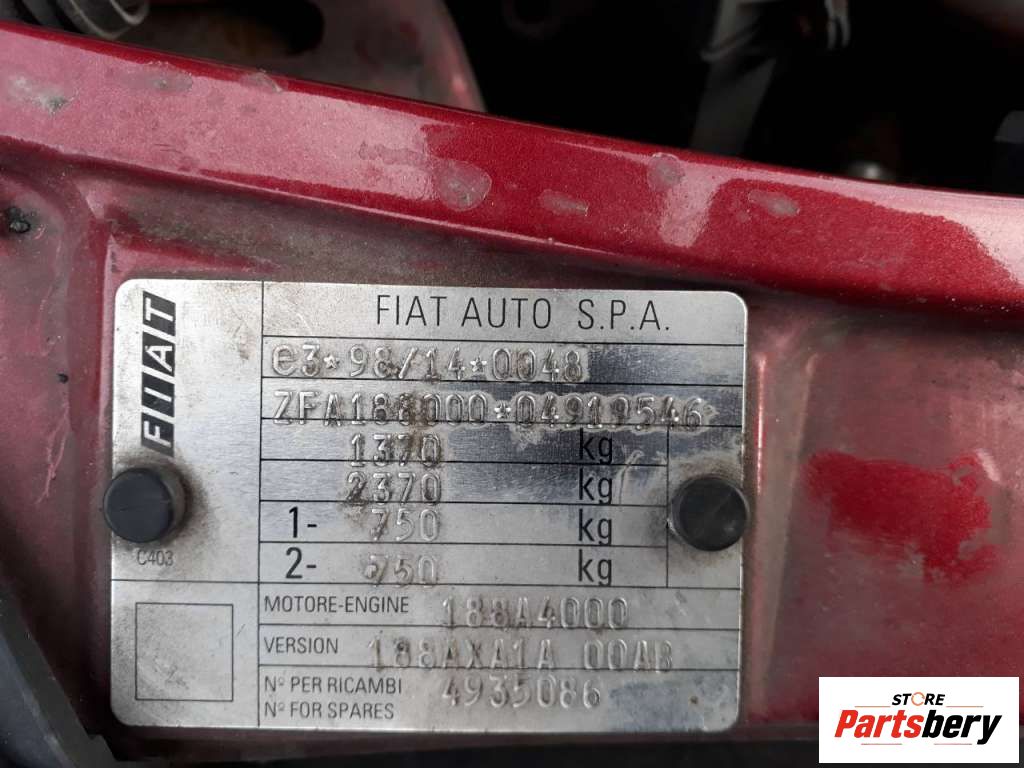 FIAT
FIAT AUTO S.P.A.
e3*98/14*0048
ZFA188000*04919546
1370 kg
2370 kg
1- 750 kg
2- 750 kg
C403
MOTORE-ENGINE 188A4000
VERSION 188AXA1A 00AB
Nº PER RICAMBI 4935086
Nº FOR SPARES
STORE
Partsbery